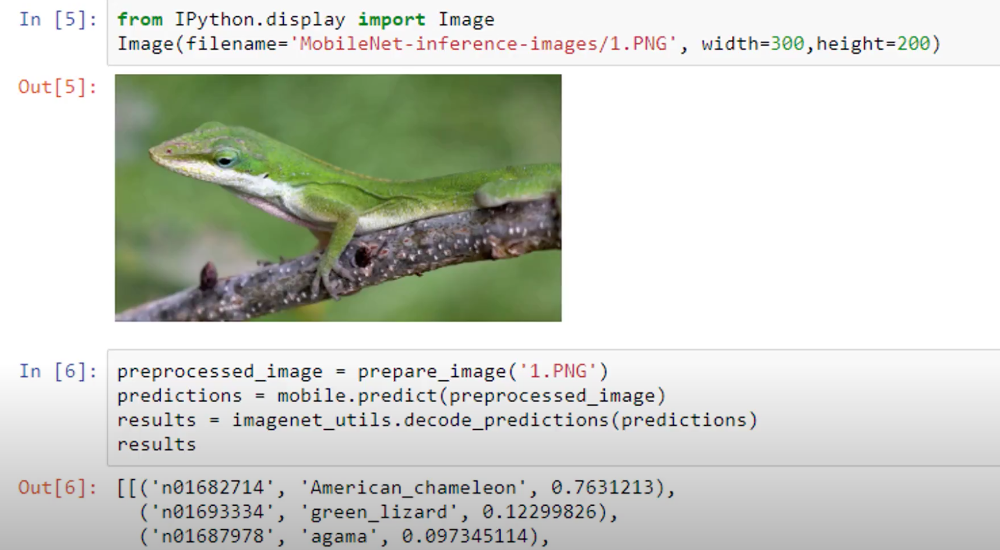 In [5]: from IPython.display import Image
Image(filename='MobileNet-inference-images/1.PNG', width=300,height=200)
Out[5]:
In [6]: preprocessed_image = prepare_image('1.PNG')
predictions = mobile.predict(preprocessed_image)
results = imagenet_utils.decode_predictions(predictions)
results
Out[6]: [[('n01682714', 'American_chameleon', 0.7631213),
('n01693334', 'green_lizard', 0.12299826),
('n01687978', 'agama', 0.097345114),